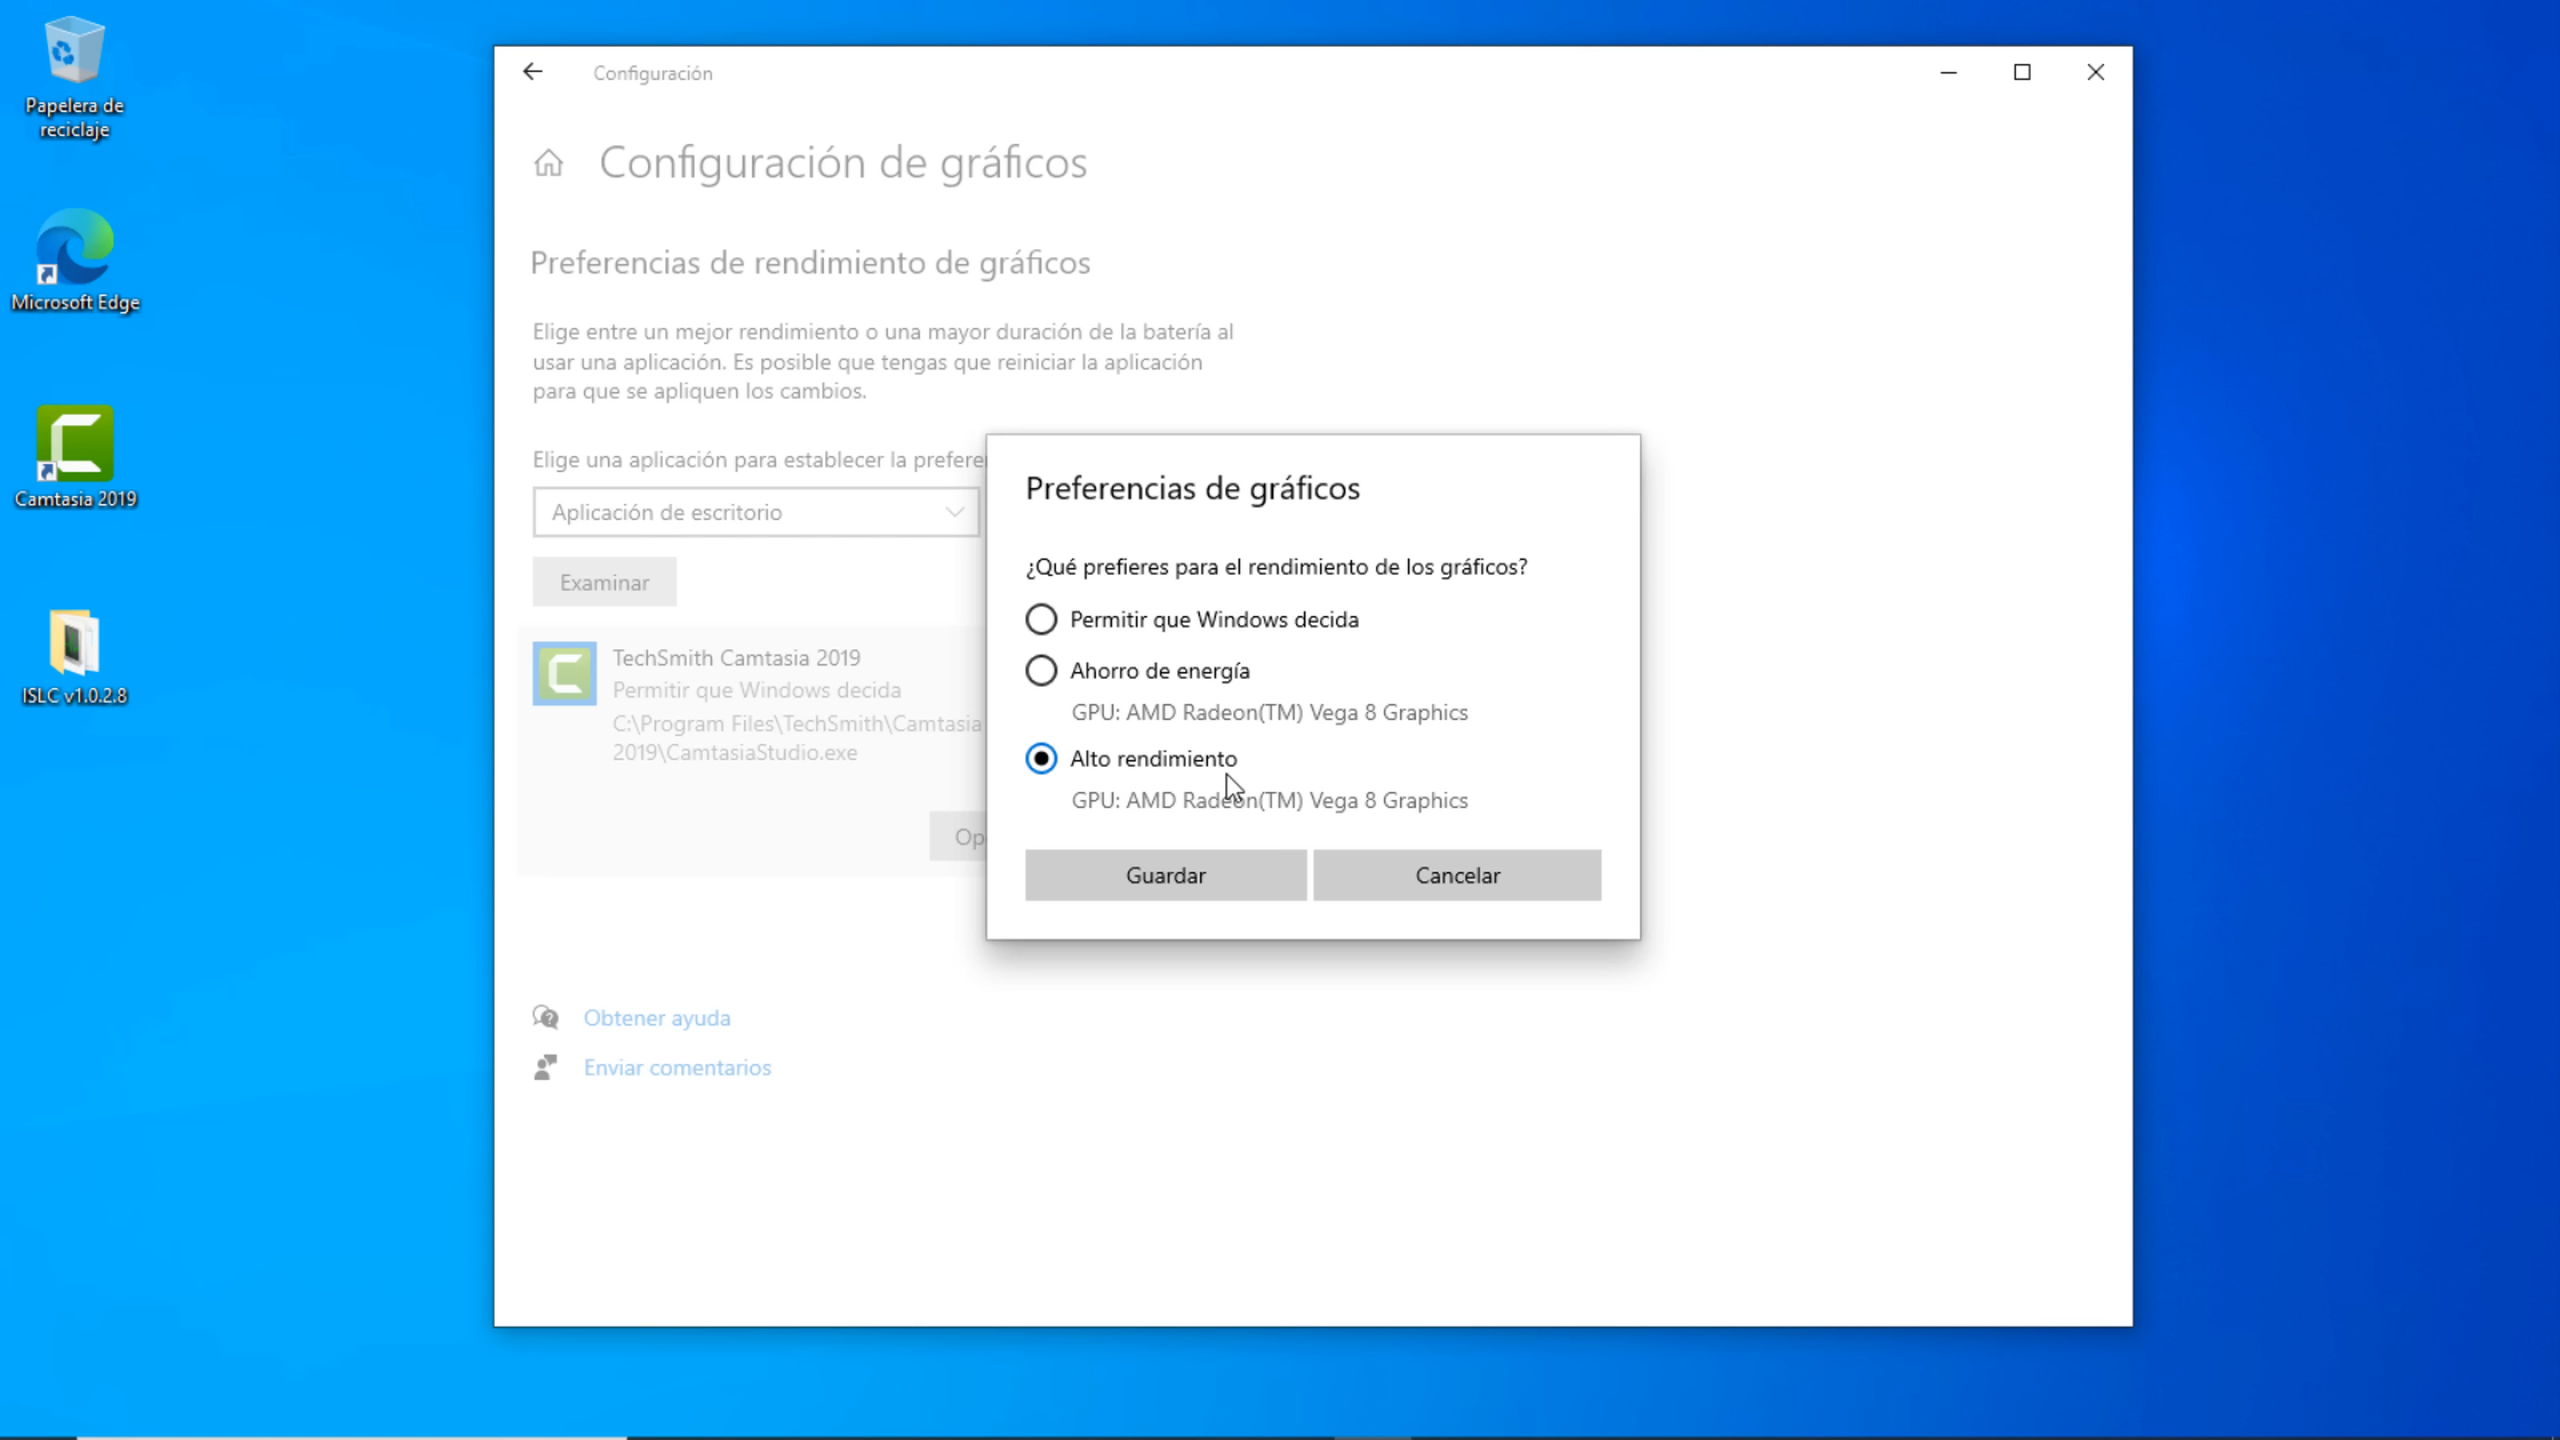 Papelera de
reciclaje
Microsoft Edge
Camtasia 2019
ISLC v1.0.2.8
Configuración
Configuración de gráficos
Preferencias de rendimiento de gráficos
Elige entre un mejor rendimiento o una mayor duración de la batería al
usar una aplicación. Es posible que tengas que reiniciar la aplicación
para que se apliquen los cambios.
Elige una aplicación para establecer la preferen
Aplicación de escritorio
Examinar
TechSmith Camtasia 2019
Permitir que Windows decida
C:\Program Files\TechSmith\Camtasia
2019\CamtasiaStudio.exe
Op
Preferencias de gráficos
¿Qué prefieres para el rendimiento de los gráficos?
Permitir que Windows decida
Ahorro de energía
GPU: AMD Radeon(TM) Vega 8 Graphics
Alto rendimiento
GPU: AMD Radeon(TM) Vega 8 Graphics
Guardar
Cancelar
Obtener ayuda
Enviar comentarios